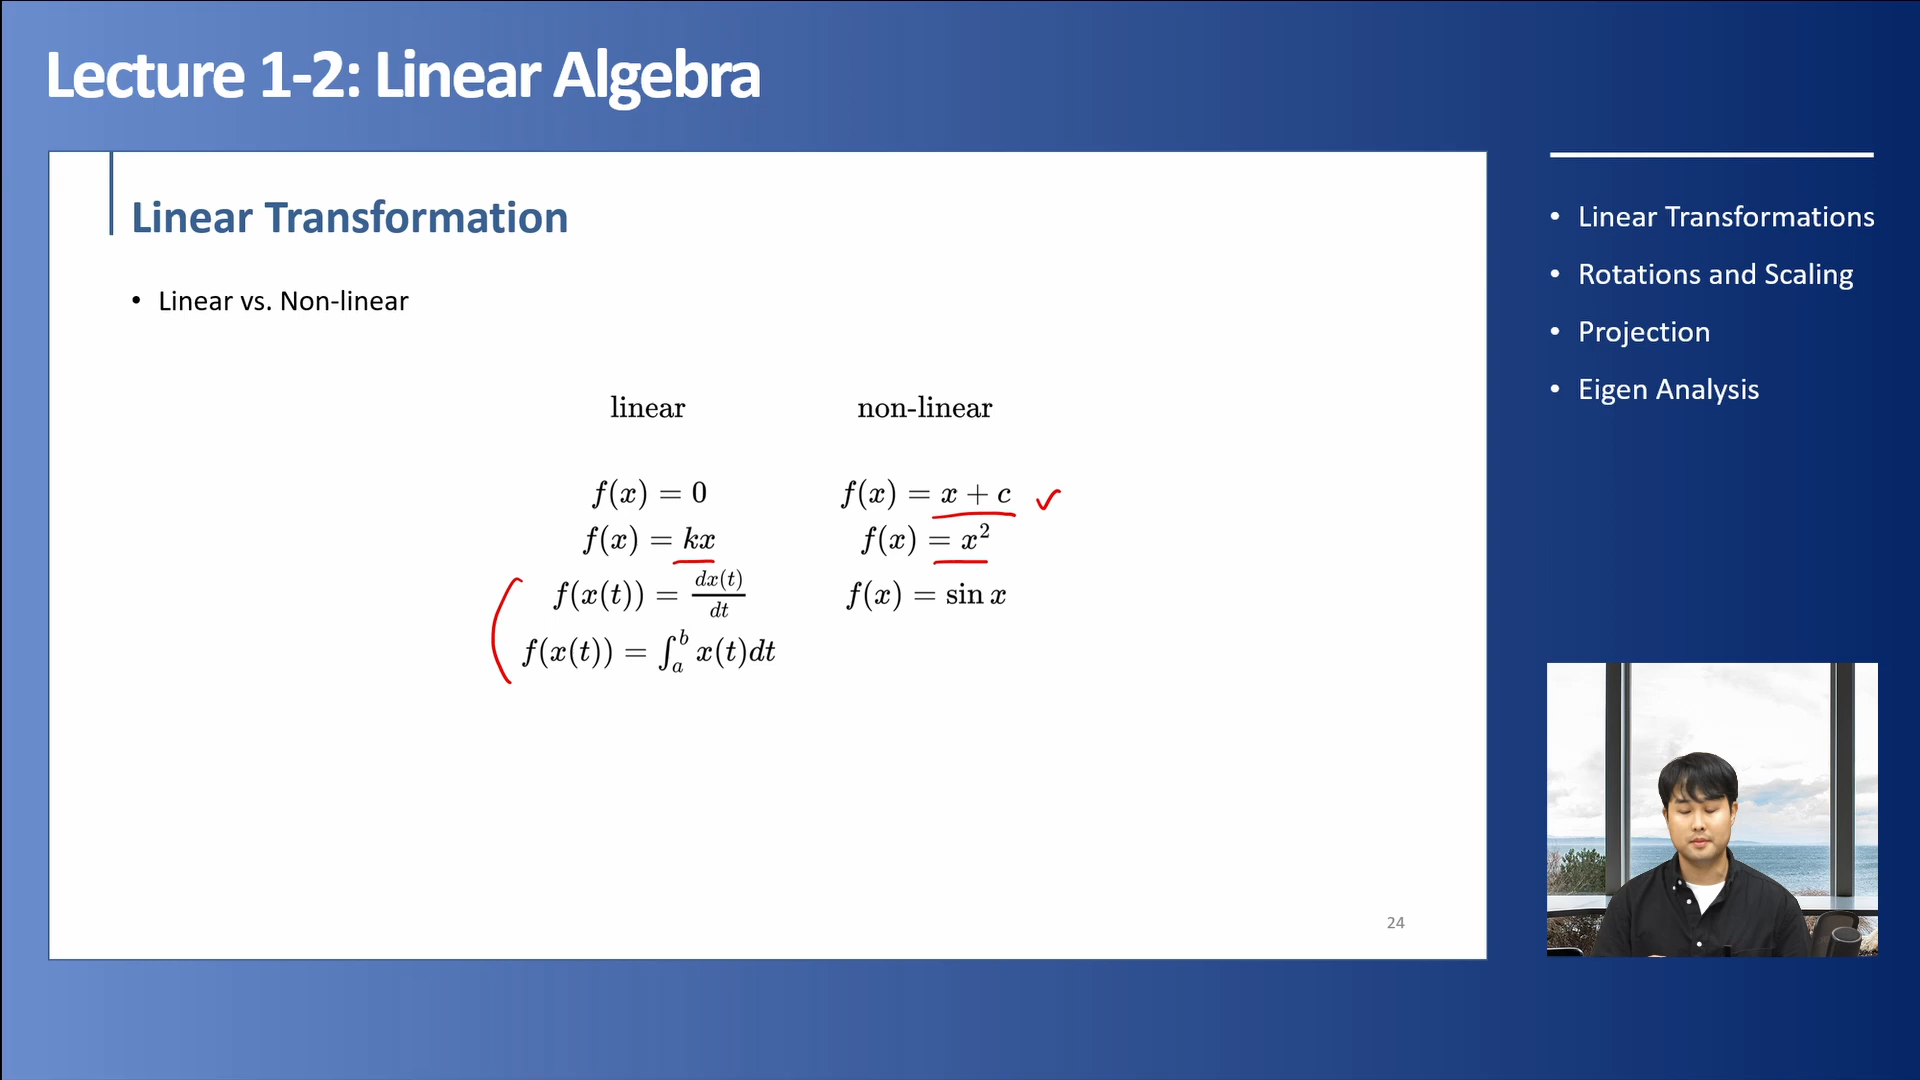 Lecture 1-2: Linear Algebra
Linear Transformation
• Linear vs. Non-linear
linear
f(x) = 0
f(x) = kx
f(x(t)) = dx(t)/dt
f(x(t)) = ∫_a^b x(t)dt
non-linear
f(x) = x + c
f(x) = x²
f(x) = sin x
24
• Linear Transformations
• Rotations and Scaling
• Projection
• Eigen Analysis